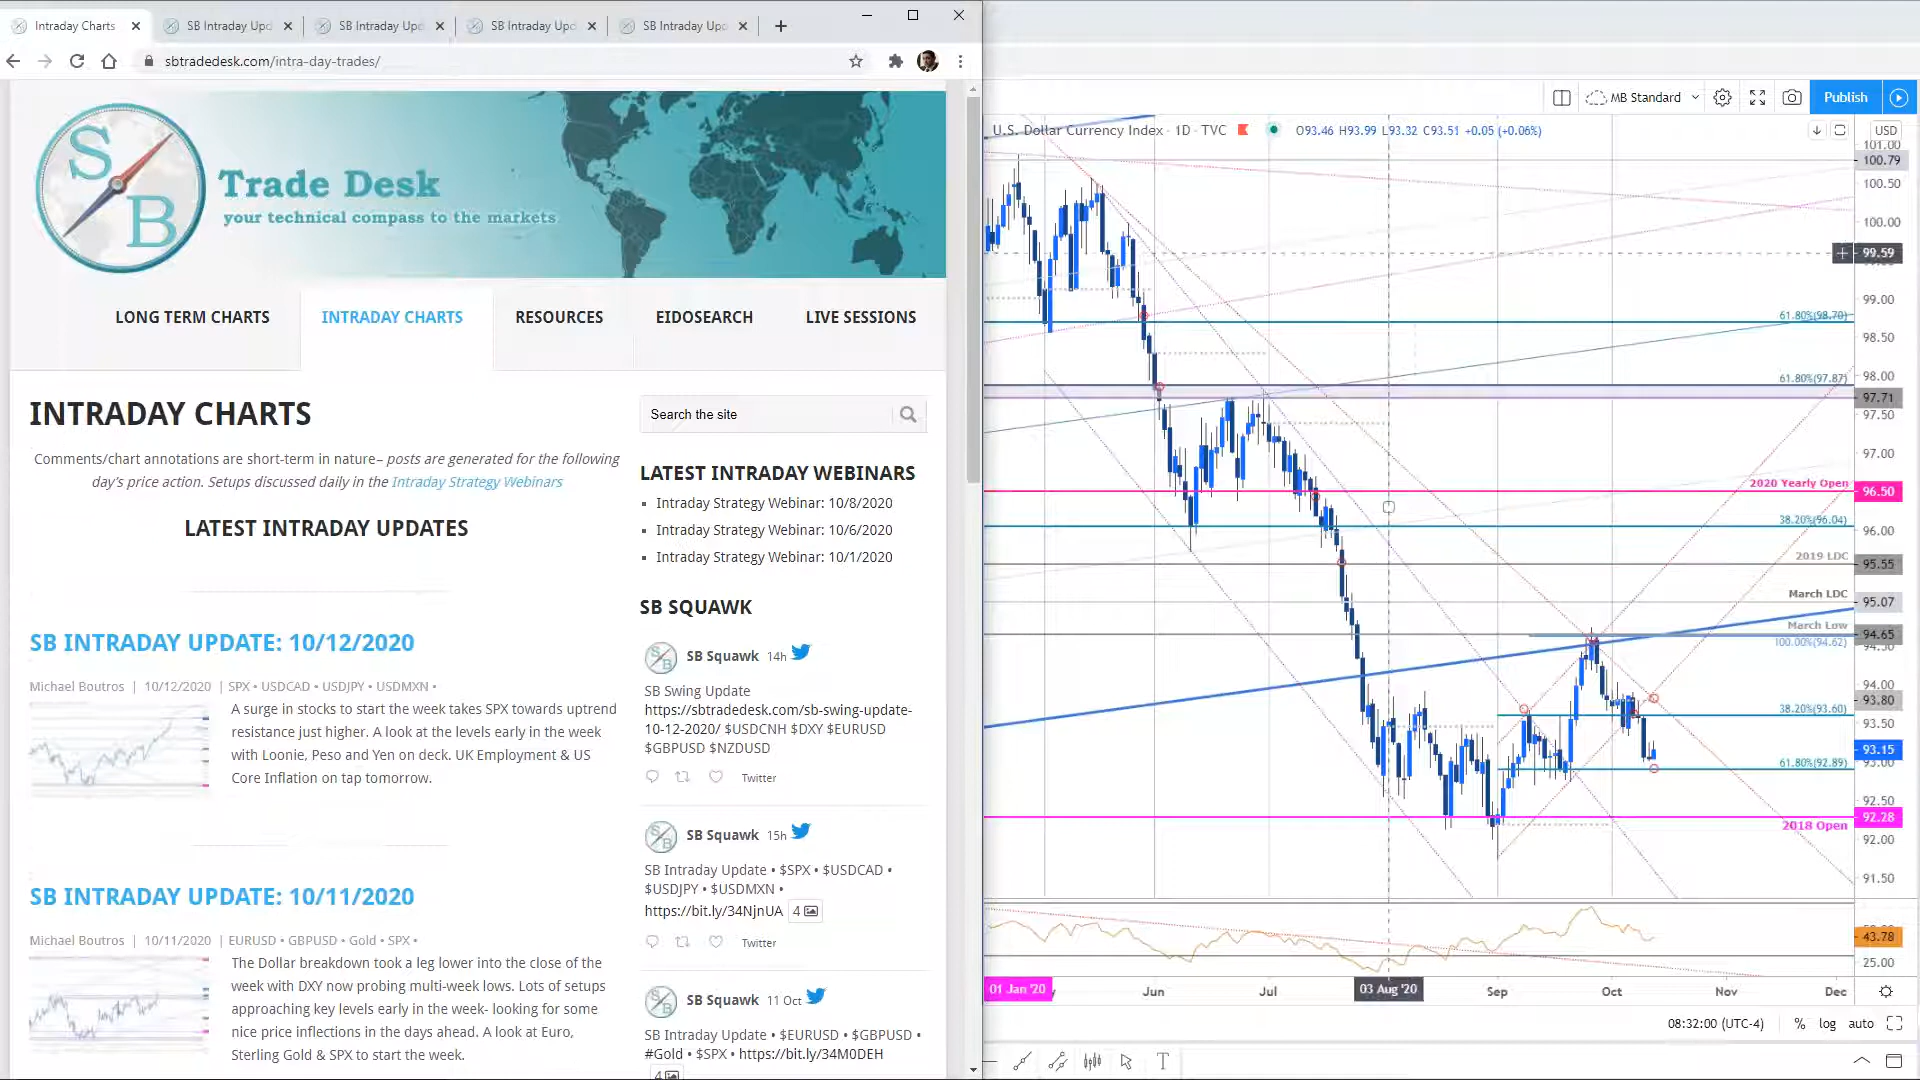 Intraday Charts
SB Intraday Upd
SB Intraday Upd
SB Intraday Upd
SB Intraday Upd
sbtradedesk.com/intra-day-trades/
S
B
Trade Desk
your technical compass to the markets
LONG TERM CHARTS
INTRADAY CHARTS
RESOURCES
EIDOSEARCH
LIVE SESSIONS
INTRADAY CHARTS
Comments/chart annotations are short-term in nature– posts are generated for the following
day's price action. Setups discussed daily in the Intraday Strategy Webinars
LATEST INTRADAY UPDATES
SB INTRADAY UPDATE: 10/12/2020
Michael Boutros | 10/12/2020 | SPX • USDCAD • USDJPY • USDMXN •
A surge in stocks to start the week takes SPX towards uptrend
resistance just higher. A look at the levels early in the week
with Loonie, Peso and Yen on deck. UK Employment & US
Core Inflation on tap tomorrow.
SB INTRADAY UPDATE: 10/11/2020
Michael Boutros | 10/11/2020 | EURUSD • GBPUSD • Gold • SPX •
The Dollar breakdown took a leg lower into the close of the
week with DXY now probing multi-week lows. Lots of setups
approaching key levels early in the week- looking for some
nice price inflections in the days ahead. A look at Euro,
Sterling Gold & SPX to start the week.
Search the site
LATEST INTRADAY WEBINARS
Intraday Strategy Webinar: 10/8/2020
Intraday Strategy Webinar: 10/6/2020
Intraday Strategy Webinar: 10/1/2020
SB SQUAWK
SB Squawk 14h
SB Swing Update
https://sbtradedesk.com/sb-swing-update-
10-12-2020/ $USDCNH $DXY $EURUSD
$GBPUSD $NZDUSD
Twitter
SB Squawk 15h
SB Intraday Update • $SPX • $USDCAD •
$USDJPY • $USDMXN •
https://bit.ly/34NjnUA 4
Twitter
SB Squawk 11 Oct
SB Intraday Update • $EURUSD • $GBPUSD •
#Gold • $SPX • https://bit.ly/34M0DEH
4
MB Standard
Publish
U.S. Dollar Currency Index · 1D · TVC O93.46 H93.99 L93.32 C93.51 +0.05 (+0.06%)
USD
101.00
100.79
100.50
100.00
99.59
99.00
61.80%(98.70)
98.50
98.00
61.80%(97.87)
97.71
97.50
97.00
2020 Yearly Open 96.50
38.20%(96.04)
96.00
2019 LDC
95.55
March LDC
95.07
March Low
94.65
100.00%(94.62)
94.50
94.00
93.80
38.20%(93.60)
93.50
93.15
93.00
61.80%(92.89)
92.50
92.28
2018 Open
92.00
91.50
43.78
25.00
01 Jan '20
Jun
Jul
03 Aug '20
Sep
Oct
Nov
Dec
08:32:00 (UTC-4)
%
log
auto
T